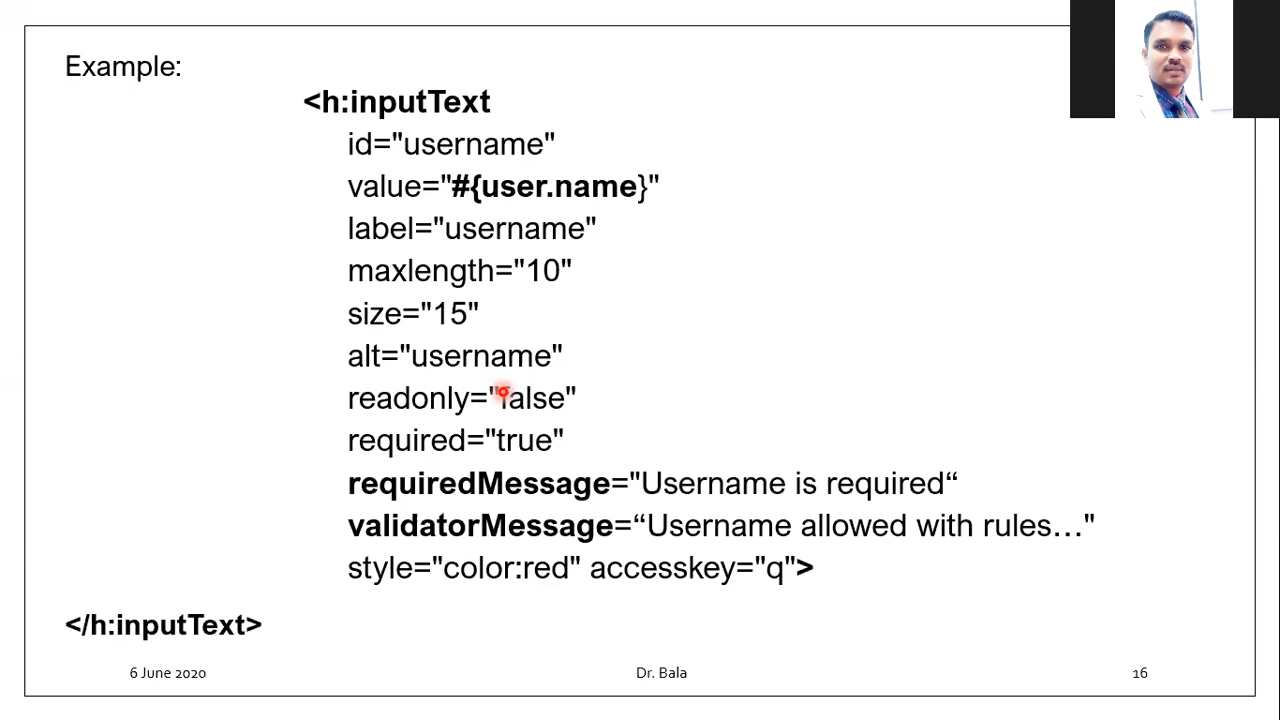 Example:
<h:inputText
id="username"
value="#{user.name}"
label="username"
maxlength="10"
size="15"
alt="username"
readonly="false"
required="true"
requiredMessage="Username is required“
validatorMessage=“Username allowed with rules…"
style="color:red" accesskey="q">
</h:inputText>
6 June 2020
Dr. Bala
16